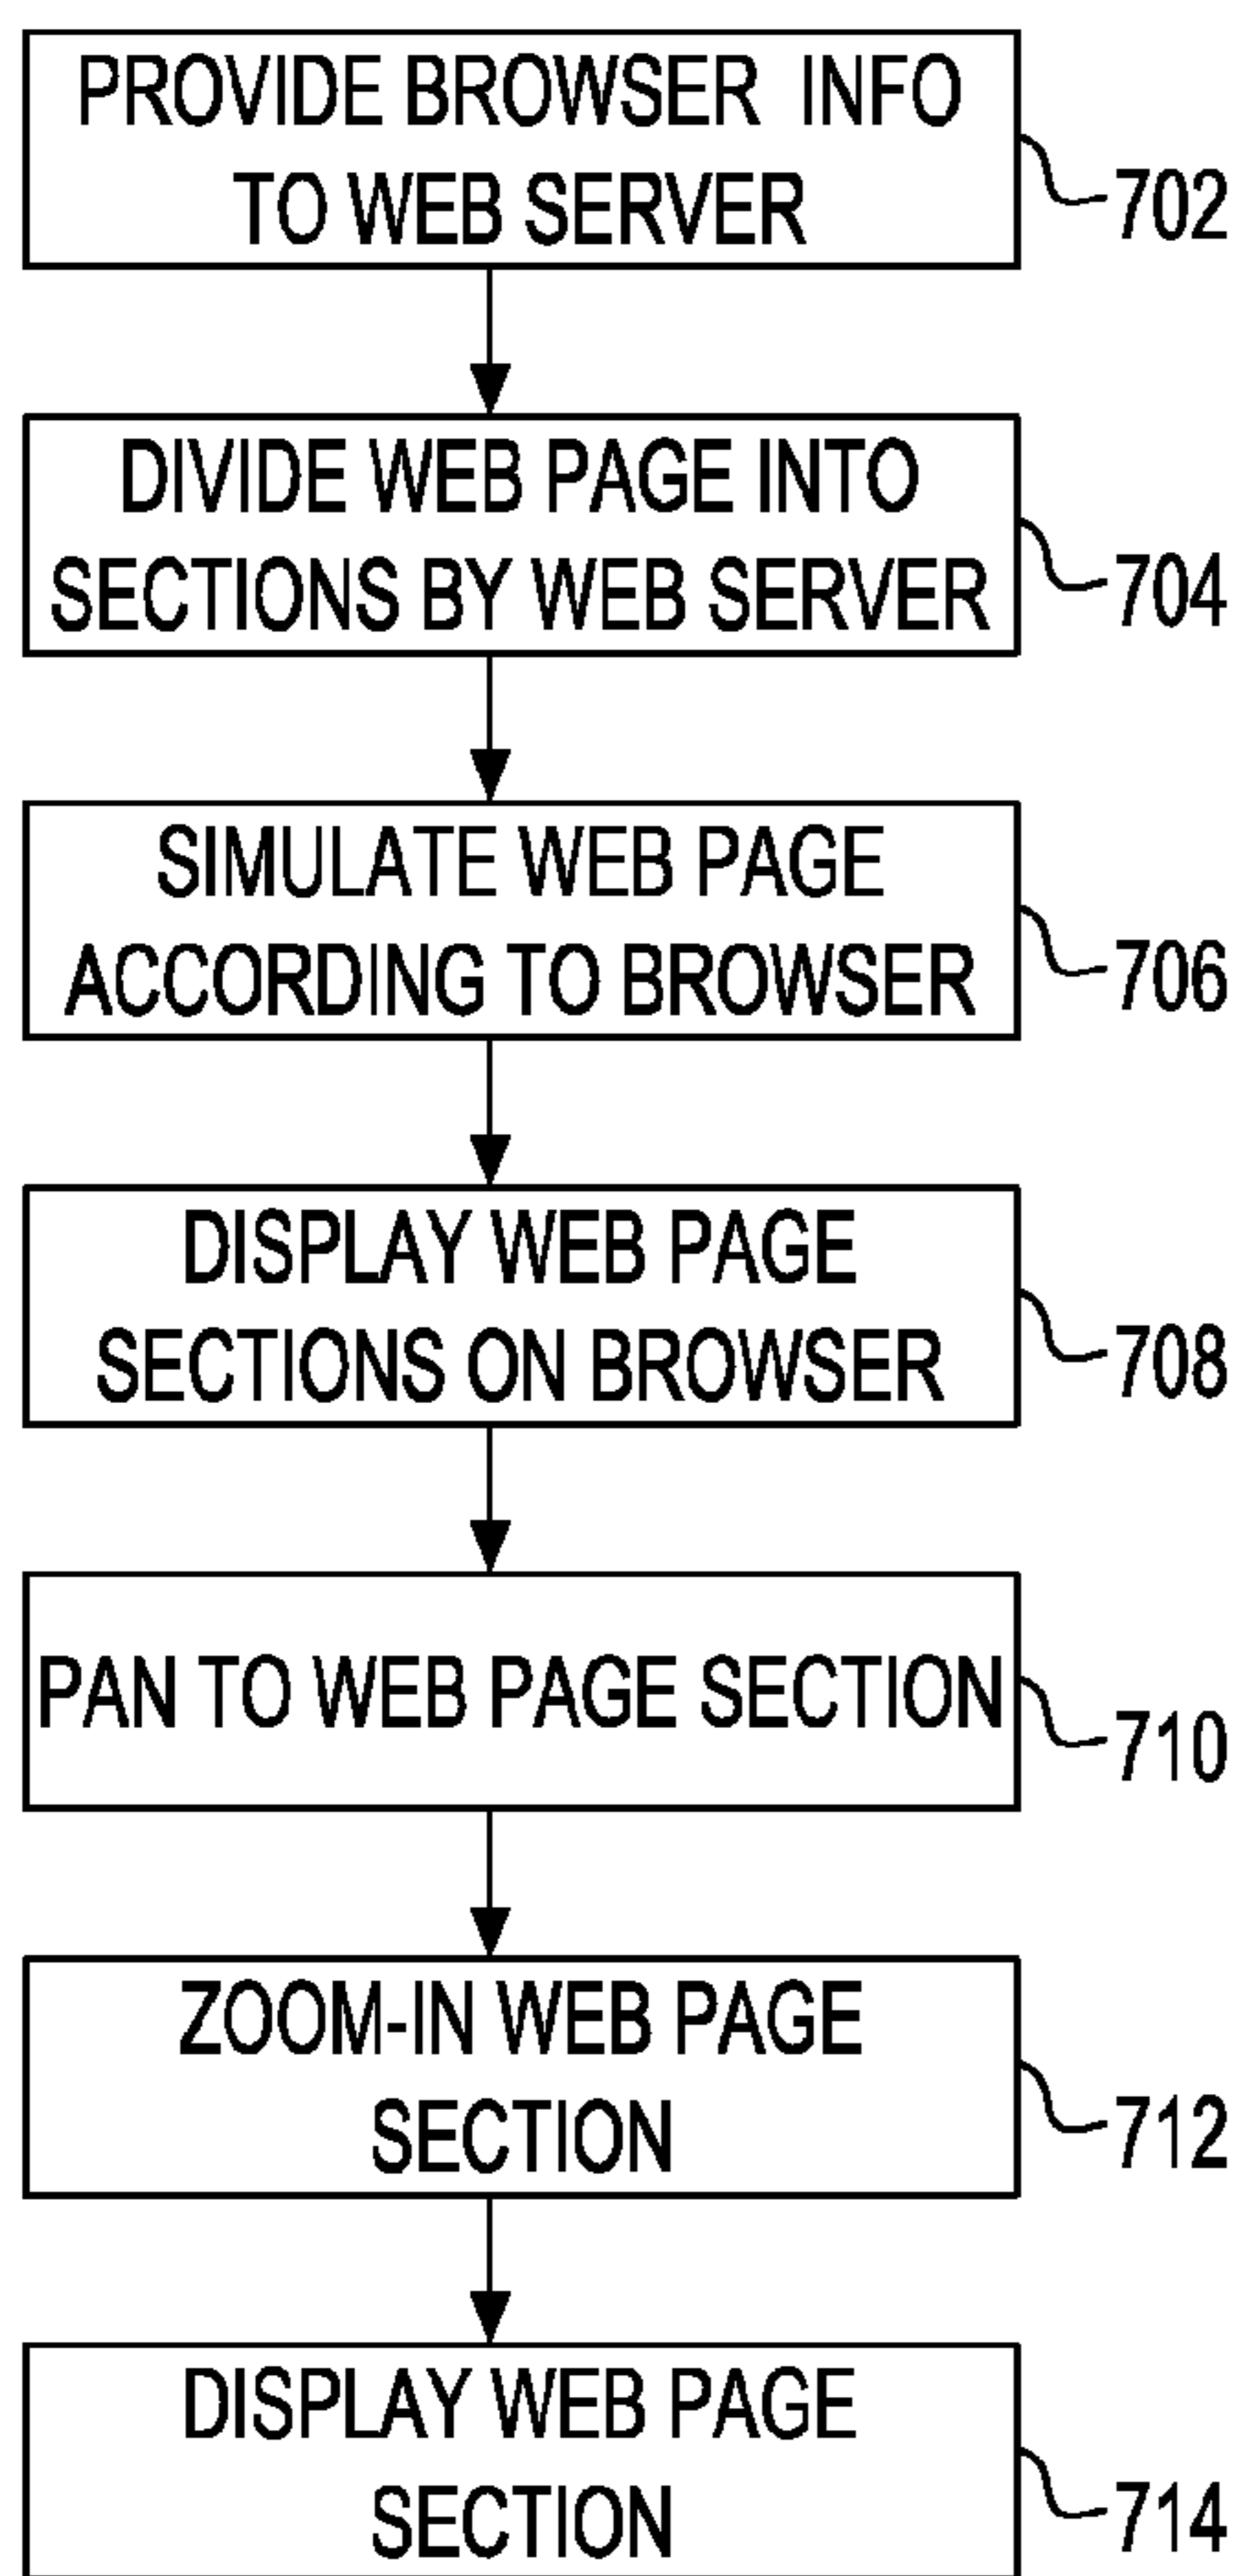 PROVIDE BROWSER INFO
TO WEB SERVER
702
DIVIDE WEB PAGE INTO
SECTIONS BY WEB SERVER
704
SIMULATE WEB PAGE
ACCORDING TO BROWSER
706
DISPLAY WEB PAGE
SECTIONS ON BROWSER
708
PAN TO WEB PAGE SECTION
710
ZOOM-IN WEB PAGE
SECTION
712
DISPLAY WEB PAGE
SECTION
714